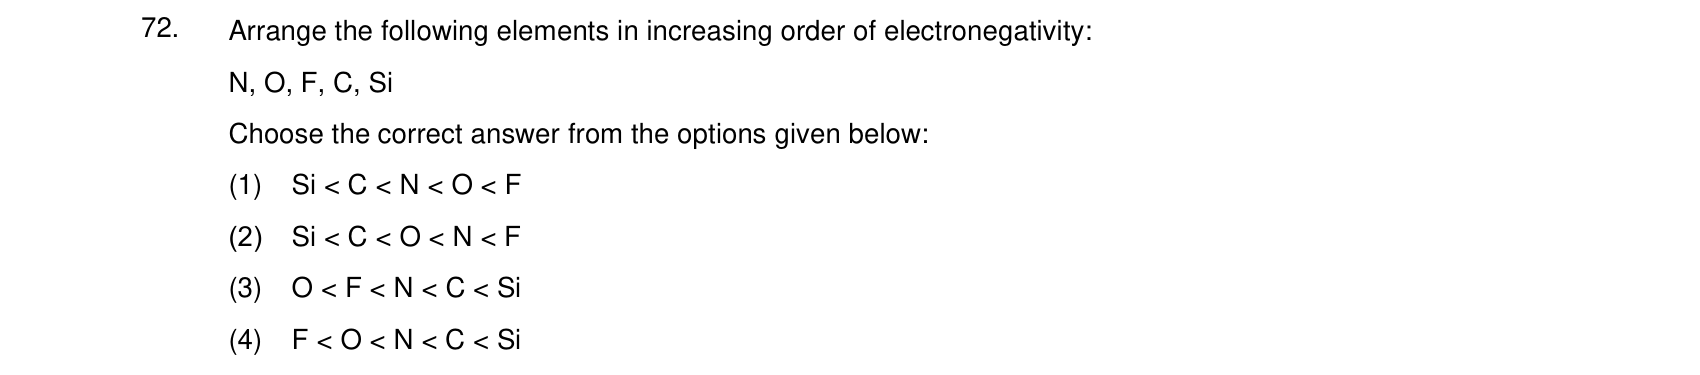 72. Arrange the following elements in increasing order of electronegativity:
N, O, F, C, Si
Choose the correct answer from the options given below:
(1) Si < C < N < O < F
(2) Si < C < O < N < F
(3) O < F < N < C < Si
(4) F < O < N < C < Si